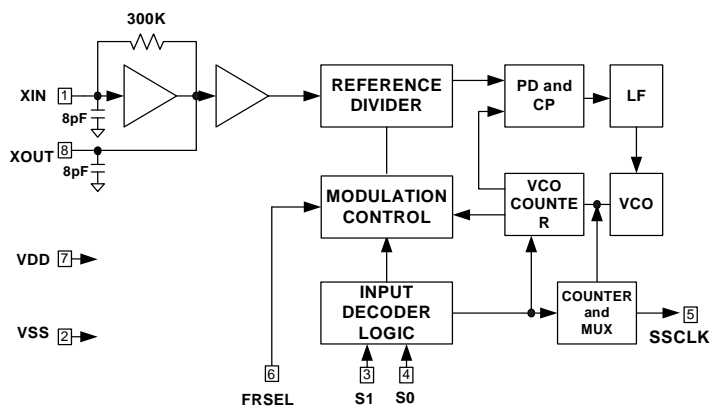 300K
XIN
1
8pF
XOUT
8
8pF
VDD
7
VSS
2
REFERENCE
DIVIDER
PD and
CP
LF
MODULATION
CONTROL
VCO
COUNTE
R
VCO
INPUT
DECODER
LOGIC
COUNTER
and
MUX
5
SSCLK
6
FRSEL
3
S1
4
S0